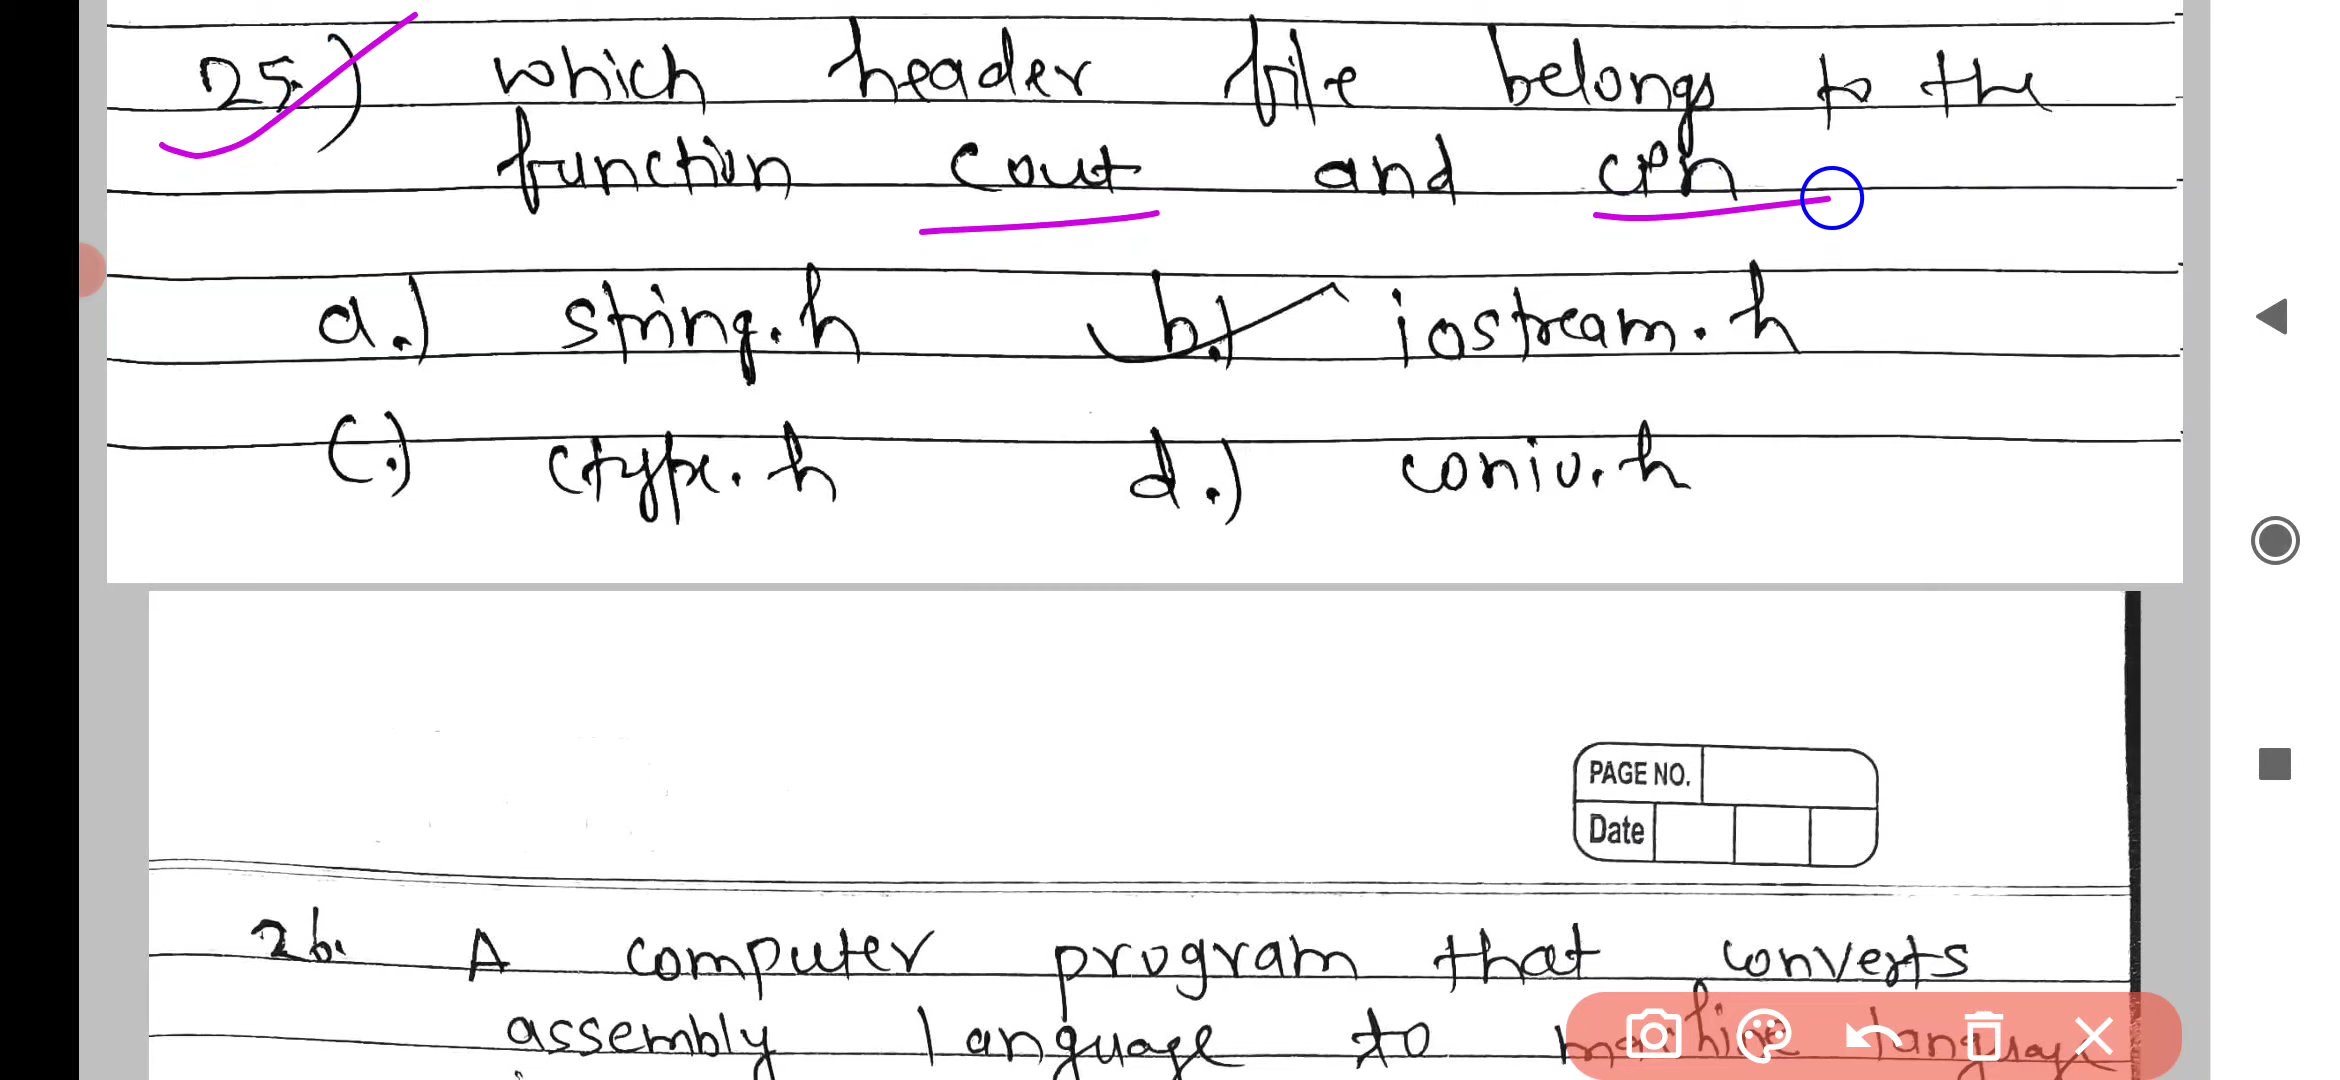 25.) which header file belongs to the
function cout and cin
a.) string.h b.) iostream.h
c.) ctype.h d.) conio.h
PAGE NO.
Date
26. A computer program that converts
assembly language to machine language